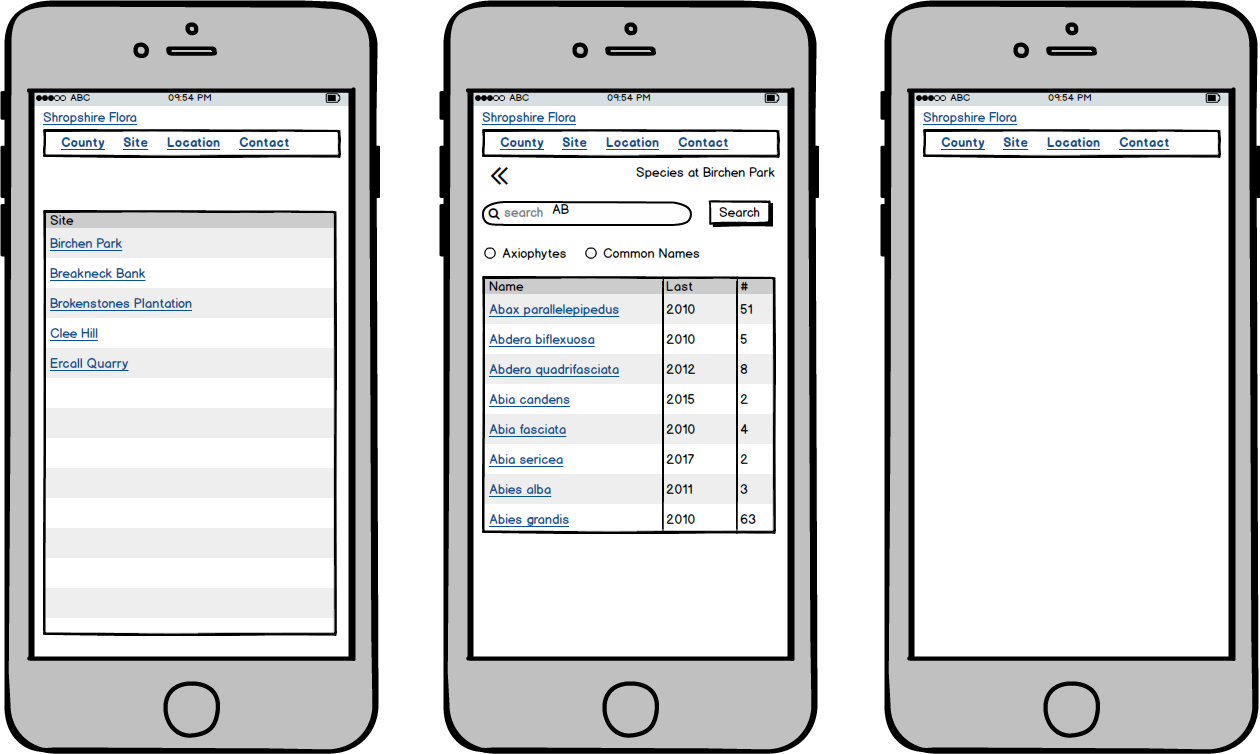 ABC 09:54 PM
Shropshire Flora
County Site Location Contact
Site
Birchen Park
Breakneck Bank
Brokenstones Plantation
Clee Hill
Ercall Quarry
ABC 09:54 PM
Shropshire Flora
County Site Location Contact
Species at Birchen Park
search AB Search
Axiophytes Common Names
Name Last #
Abax parallelepipedus 2010 51
Abdera biflexuosa 2010 5
Abdera quadrifasciata 2012 8
Abia candens 2015 2
Abia fasciata 2010 4
Abia sericea 2017 2
Abies alba 2011 3
Abies grandis 2010 63
ABC 09:54 PM
Shropshire Flora
County Site Location Contact